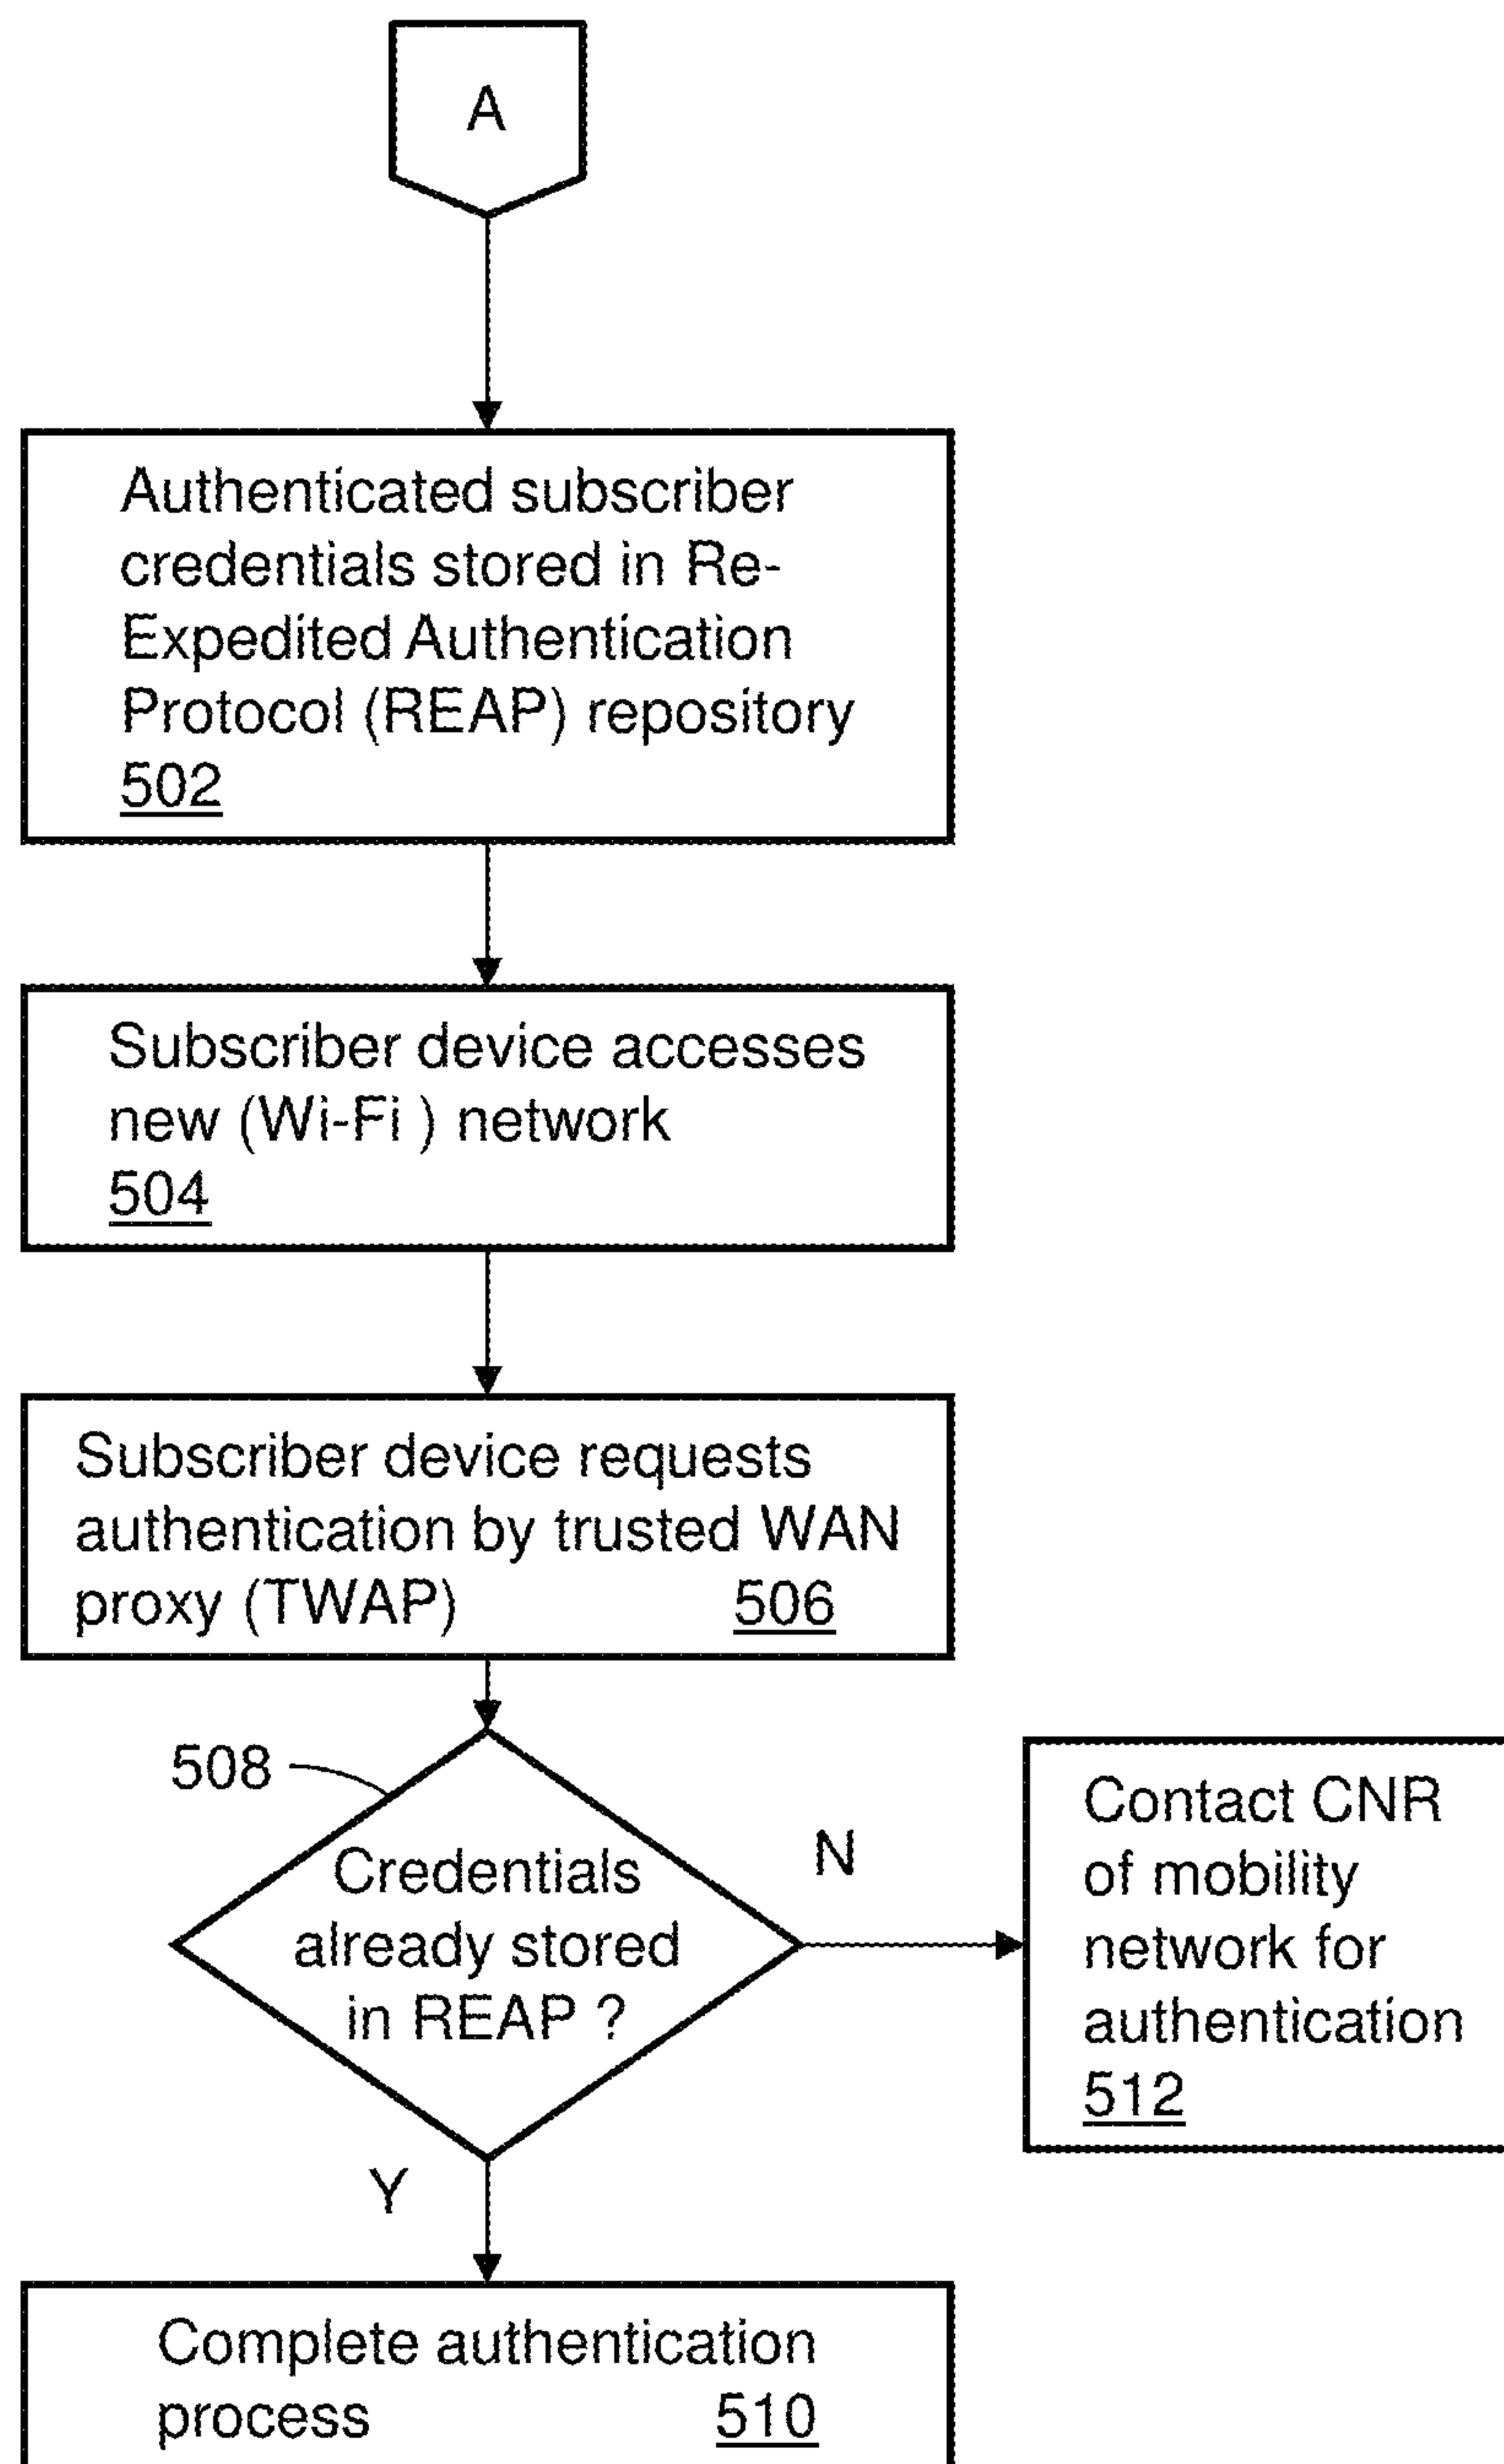 A
Authenticated subscriber
credentials stored in Re-
Expedited Authentication
Protocol (REAP) repository
502
Subscriber device accesses
new (Wi-Fi ) network
504
Subscriber device requests
authentication by trusted WAN
proxy (TWAP) 506
508
Credentials
already stored
in REAP ?
N
Contact CNR
of mobility
network for
authentication
512
Y
Complete authentication
process 510